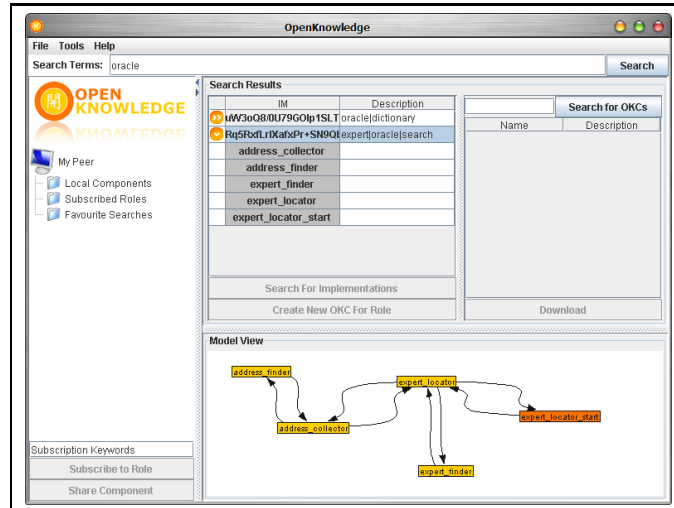 OpenKnowledge
File Tools Help
Search Terms: oracle Search
OPEN
KNOWLEDGE
My Peer
Local Components
Subscribed Roles
Favourite Searches
Subscription Keywords
Subscribe to Role
Share Component
Search Results
IM Description
oracle|dictionary
expert|oracle|search
address_collector
address_finder
expert_finder
expert_locator
expert_locator_start
Search For Implementations
Create New OKC For Role
Search for OKCs
Name Description
Download
Model View
address_finder
expert_locator
expert_locator_start
address_collector
expert_finder